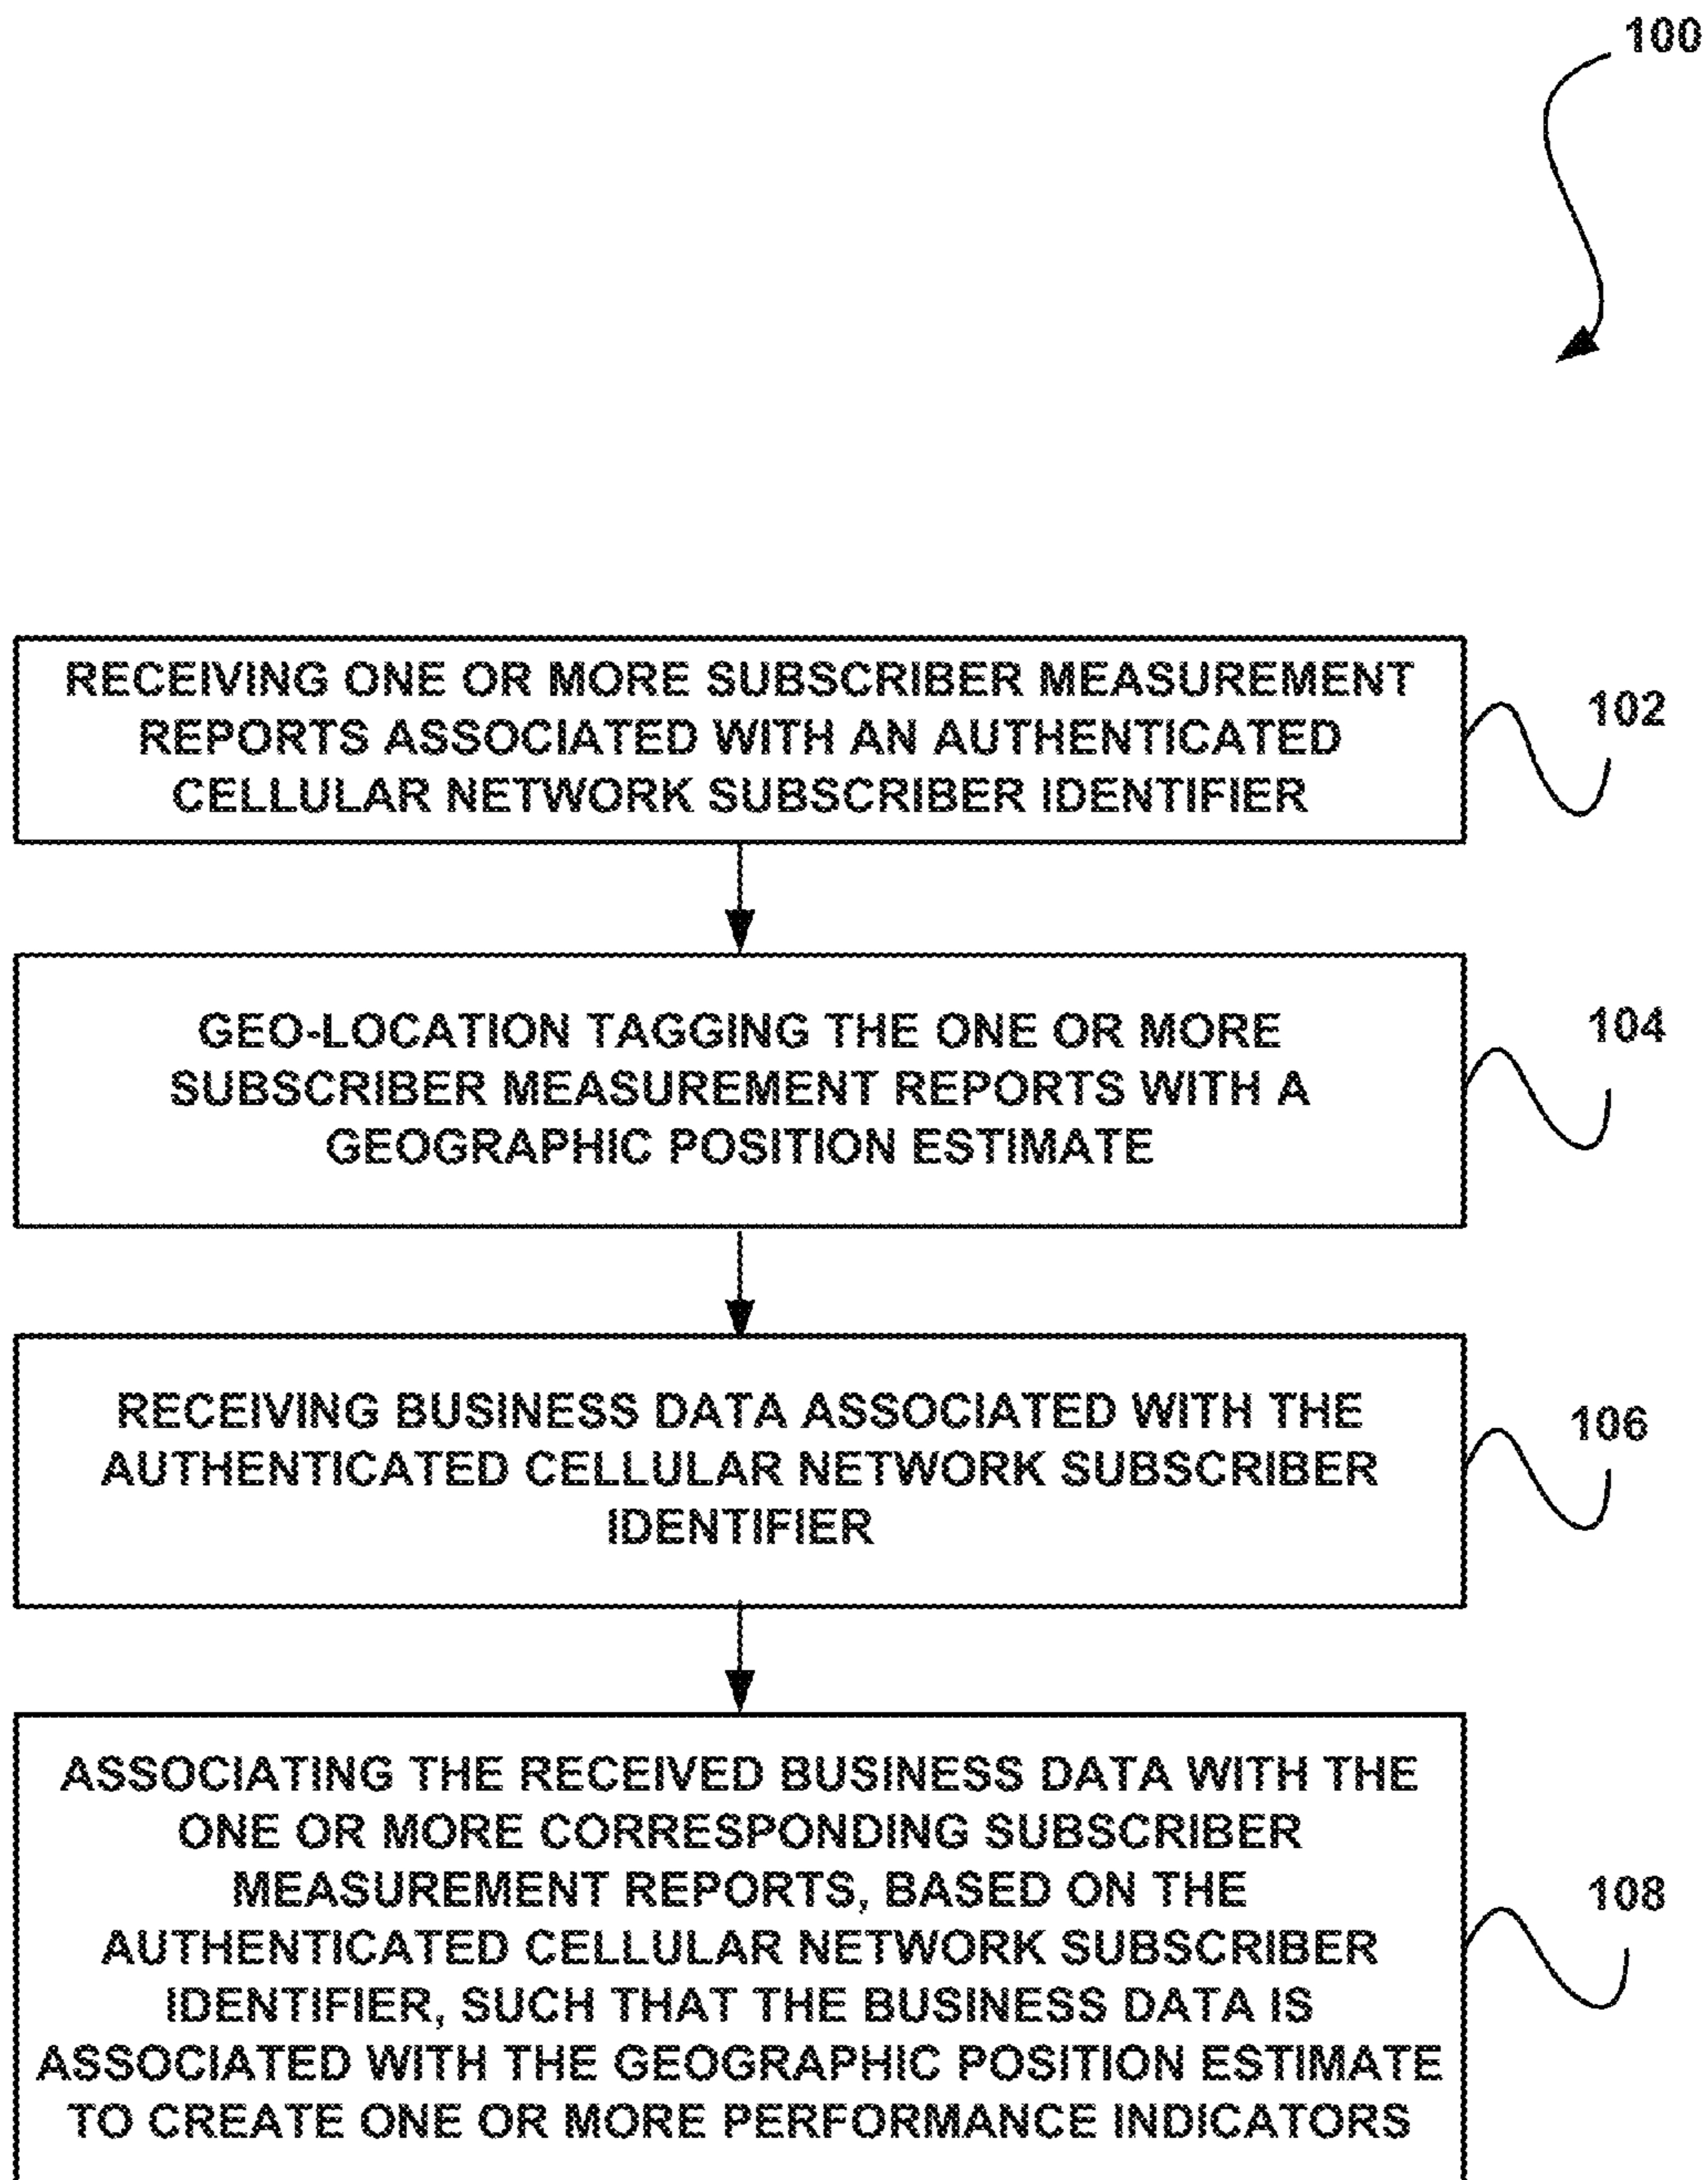 100
RECEIVING ONE OR MORE SUBSCRIBER MEASUREMENT
REPORTS ASSOCIATED WITH AN AUTHENTICATED
CELLULAR NETWORK SUBSCRIBER IDENTIFIER
102
GEO-LOCATION TAGGING THE ONE OR MORE
SUBSCRIBER MEASUREMENT REPORTS WITH A
GEOGRAPHIC POSITION ESTIMATE
104
RECEIVING BUSINESS DATA ASSOCIATED WITH THE
AUTHENTICATED CELLULAR NETWORK SUBSCRIBER
IDENTIFIER
106
ASSOCIATING THE RECEIVED BUSINESS DATA WITH THE
ONE OR MORE CORRESPONDING SUBSCRIBER
MEASUREMENT REPORTS, BASED ON THE
AUTHENTICATED CELLULAR NETWORK SUBSCRIBER
IDENTIFIER, SUCH THAT THE BUSINESS DATA IS
ASSOCIATED WITH THE GEOGRAPHIC POSITION ESTIMATE
TO CREATE ONE OR MORE PERFORMANCE INDICATORS
108